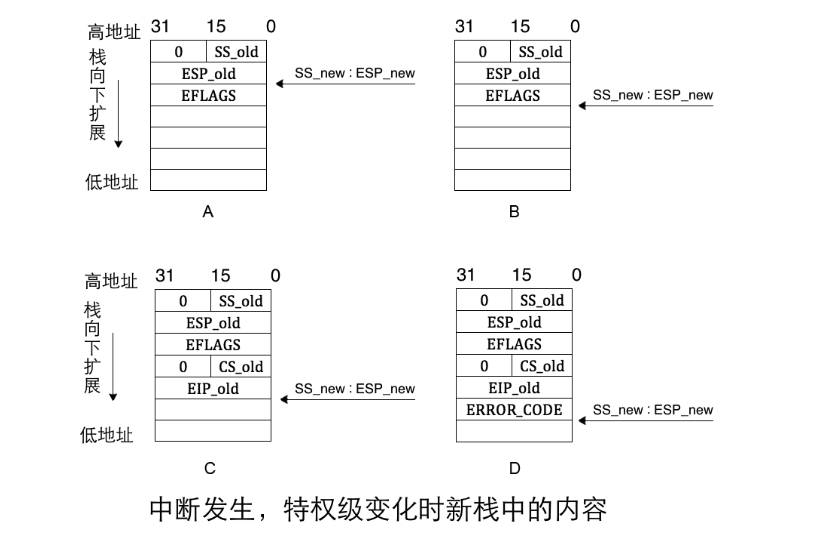 31 15 0
高地址
0 SS_old
ESP_old
EFLAGS
SS_new : ESP_new
栈向下扩展
低地址
A
31 15 0
0 SS_old
ESP_old
EFLAGS
SS_new : ESP_new
B
31 15 0
高地址
0 SS_old
ESP_old
EFLAGS
0 CS_old
EIP_old
SS_new : ESP_new
栈向下扩展
低地址
C
31 15 0
0 SS_old
ESP_old
EFLAGS
0 CS_old
EIP_old
ERROR_CODE
SS_new : ESP_new
D
中断发生，特权级变化时新栈中的内容